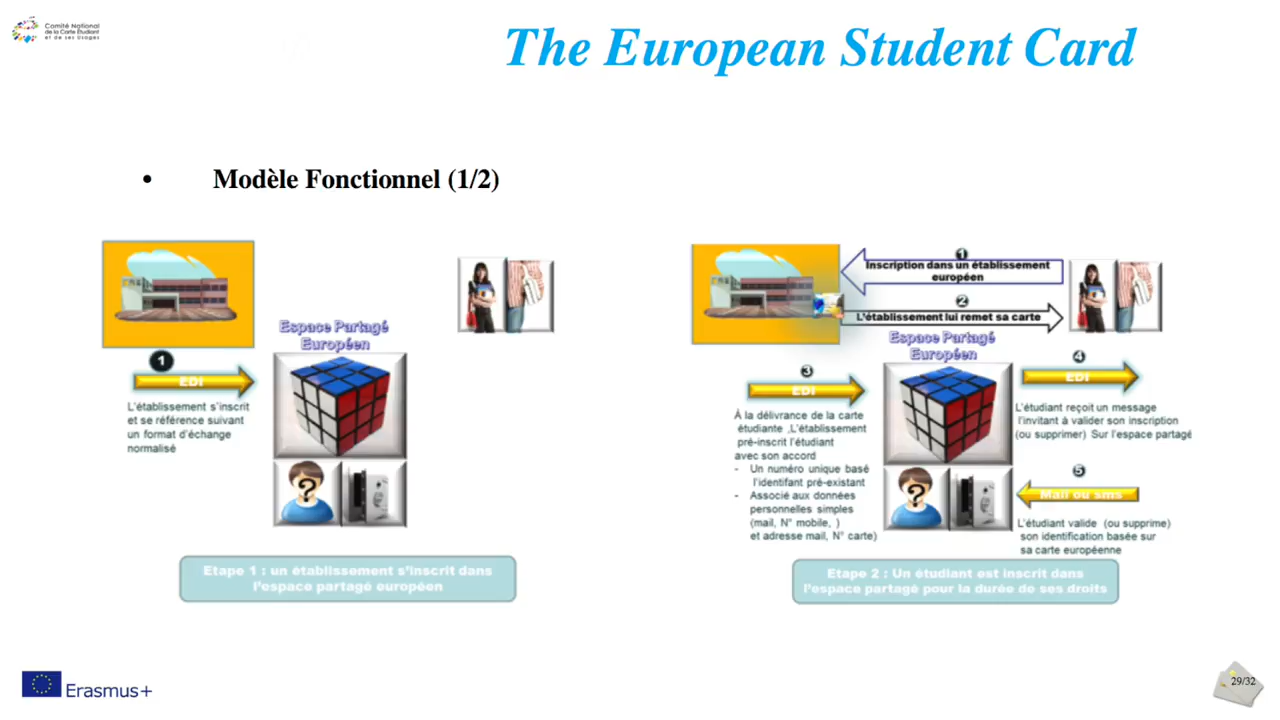 Comité National
de la Carte Étudiant
et de ses Usages
The European Student Card
• Modèle Fonctionnel (1/2)
Espace Partagé
Européen
1
EDI
L'établissement s'inscrit
et se référence suivant
un format d'échange
normalisé
?
Etape 1 : un établissement s'inscrit dans
l'espace partagé européen
1
Inscription dans un établissement
européen
2
L'établissement lui remet sa carte
Espace Partagé
Européen
3
EDI
À la délivrance de la carte
étudiante ,L'établissement
pré-inscrit l'étudiant
avec son accord
- Un numéro unique basé
l'identifant pré-existant
- Associé aux données
personnelles simples
(mail, N° mobile, )
et adresse mail, N° carte)
?
4
EDI
L'étudiant reçoit un message
l'invitant à valider son inscription
(ou supprimer) Sur l'espace partagé
5
Mail ou sms
L'étudiant valide (ou supprime)
son identification basée sur
sa carte européenne
Etape 2 : Un étudiant est inscrit dans
l'espace partagé pour la durée de ses droits
Erasmus+
29/32